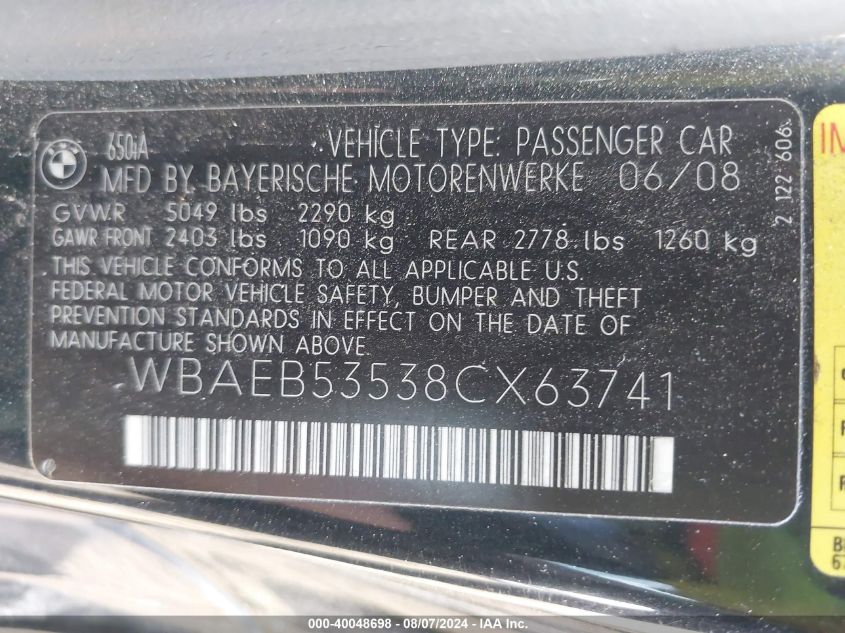 650iA VEHICLE TYPE: PASSENGER CAR
MFD BY BAYERISCHE MOTORENWERKE 06/08
GVWR 5049 lbs 2290 kg
GAWR FRONT 2403 lbs 1090 kg REAR 2778 lbs 1260 kg
THIS VEHICLE CONFORMS TO ALL APPLICABLE U.S.
FEDERAL MOTOR VEHICLE SAFETY, BUMPER AND THEFT
PREVENTION STANDARDS IN EFFECT ON THE DATE OF
MANUFACTURE SHOWN ABOVE.
WBAEB53538CX63741
2 122 606
IM
000-40048698 - 08/07/2024 - IAA, Inc.